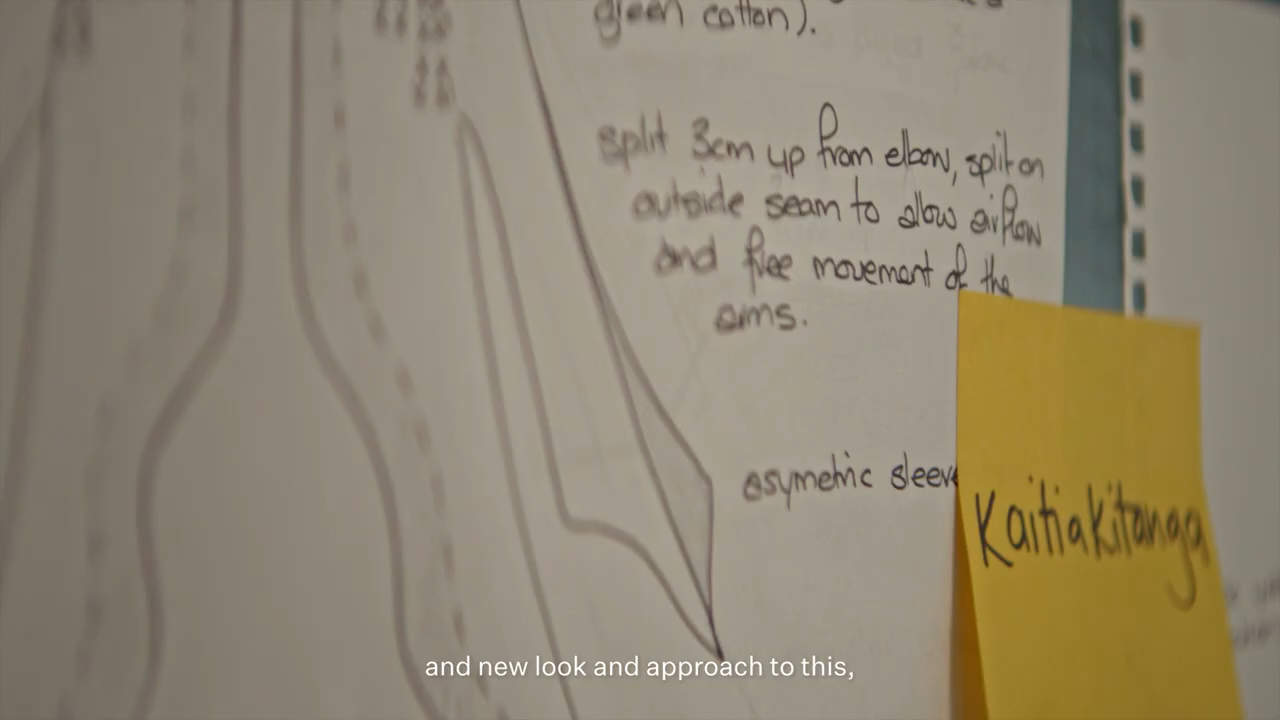 green cotton).
split 3cm up from elbow, split on
outside seam to allow airflow
and free movement of the
arms.
asymetric sleeve
Kaitiakitanga
and new look and approach to this,